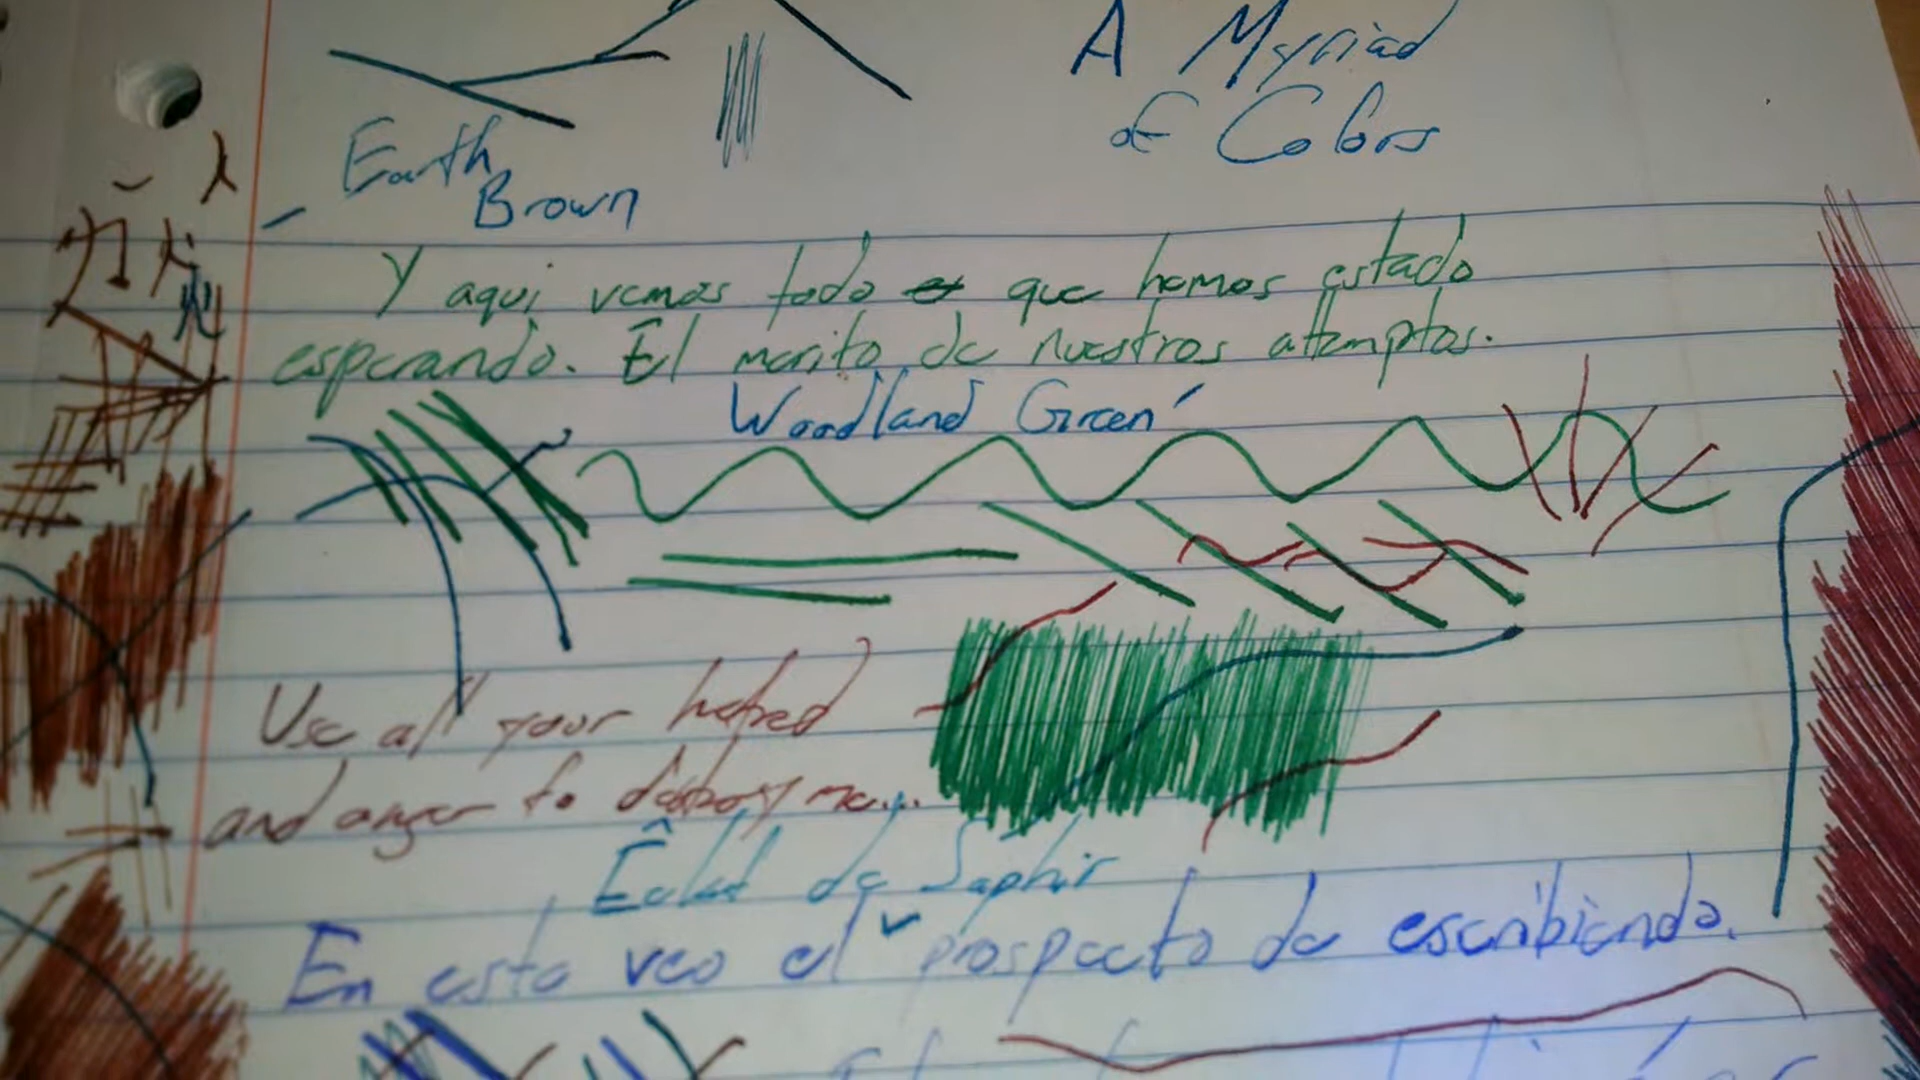 A Myriad
of Colors
Earth
Brown
Y aqui vemos todo que hemos estado
esperando. El merito de nuestros attemptos.
Woodland Green
Use all your hatred
and anger to destroy me...
Éclat de Saphir
En esto veo el prospecto de escribiendo.